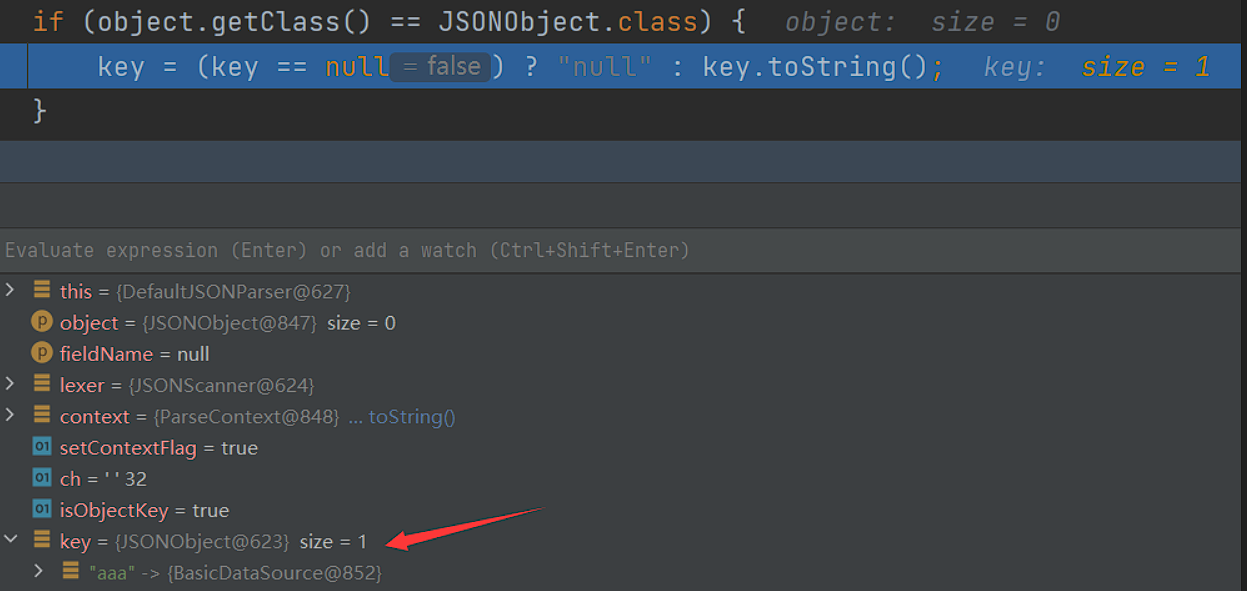 if (object.getClass() == JSONObject.class) { object: size = 0
key = (key == null = false ) ? "null" : key.toString(); key: size = 1
}
Evaluate expression (Enter) or add a watch (Ctrl+Shift+Enter)
this = {DefaultJSONParser@627}
p object = {JSONObject@847} size = 0
p fieldName = null
lexer = {JSONScanner@624}
context = {ParseContext@848} ... toString()
01 setContextFlag = true
01 ch = ' ' 32
01 isObjectKey = true
key = {JSONObject@623} size = 1
"aaa" -> {BasicDataSource@852}